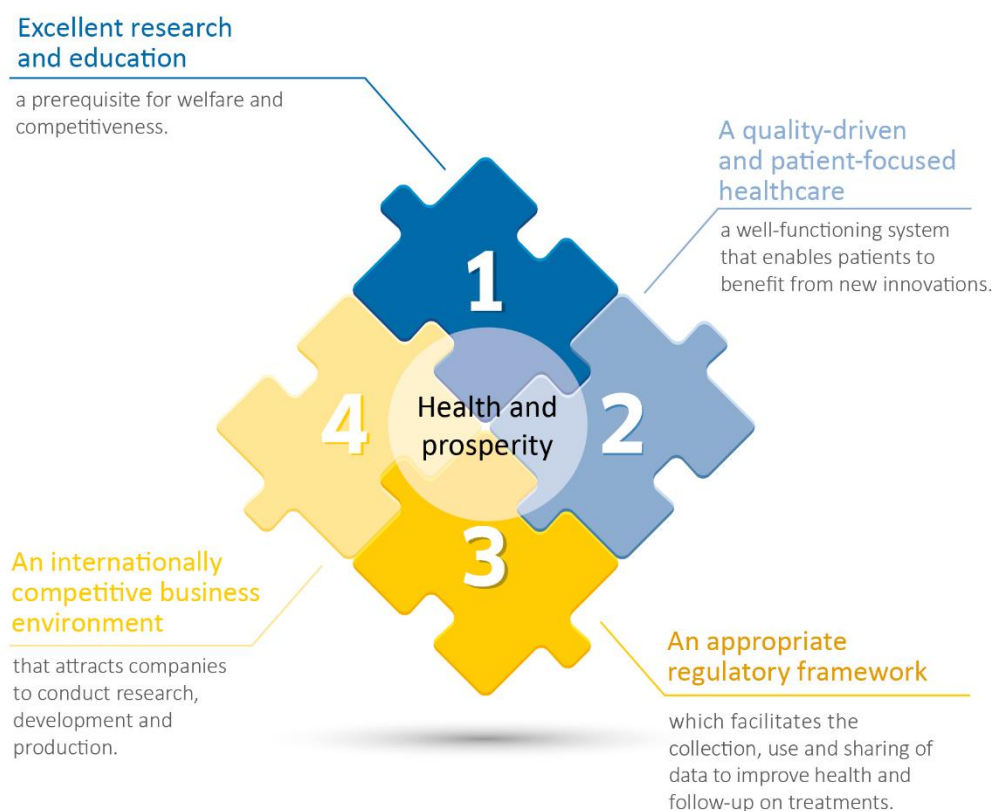 Excellent research
and education
a prerequisite for welfare and
competitiveness.
A quality-driven
and patient-focused
healthcare
a well-functioning system
that enables patients to
benefit from new innovations.
1
2
3
4
Health and
prosperity
An appropriate
regulatory framework
which facilitates the
collection, use and sharing of
data to improve health and
follow-up on treatments.
An internationally
competitive business
environment
that attracts companies
to conduct research,
development and
production.